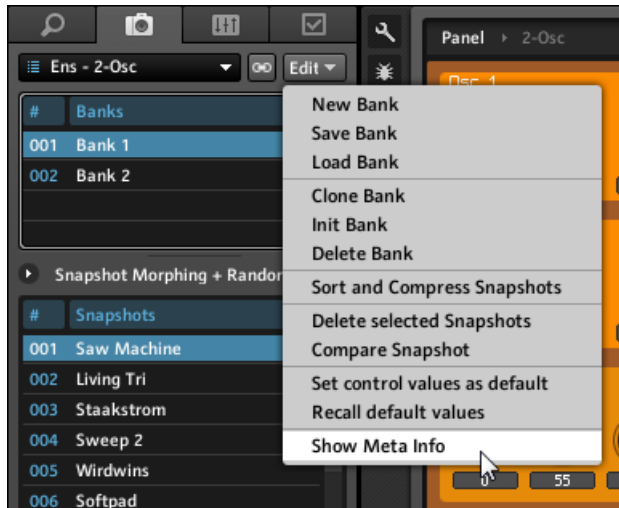 Ens - 2-Osc
Edit
Panel
2-Osc
Osc 1
# Banks
001 Bank 1
002 Bank 2
Snapshot Morphing + Randor
# Snapshots
001 Saw Machine
002 Living Tri
003 Staakstrom
004 Sweep 2
005 Wirdwins
006 Softpad
New Bank
Save Bank
Load Bank
Clone Bank
Init Bank
Delete Bank
Sort and Compress Snapshots
Delete selected Snapshots
Compare Snapshot
Set control values as default
Recall default values
Show Meta Info
0
55